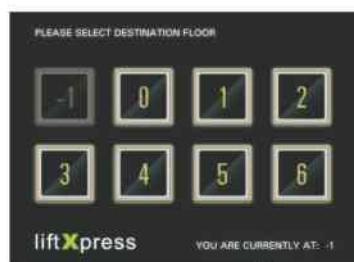 PLEASE SELECT DESTINATION FLOOR
-1 0 1 2
3 4 5 6
liftXpress YOU ARE CURRENTLY AT: -1